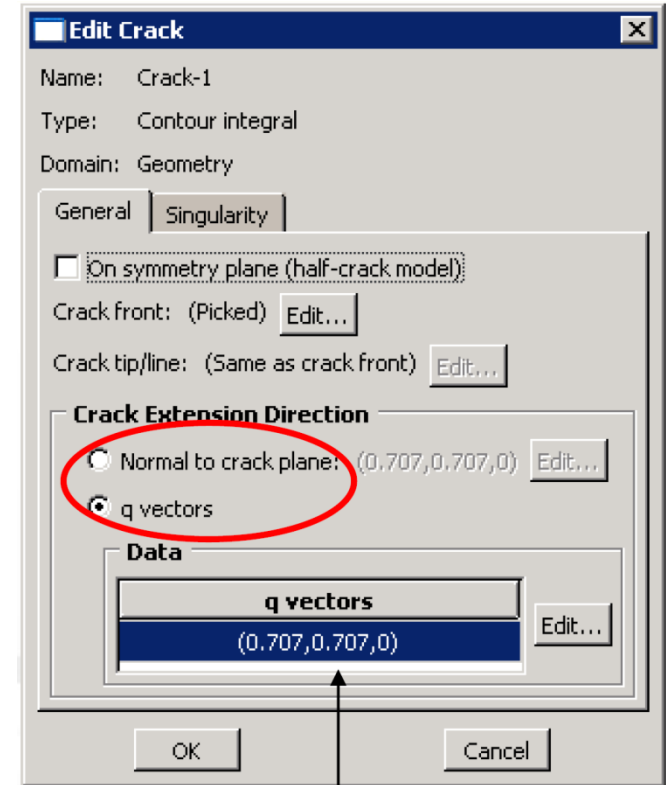 Edit Crack
Name: Crack-1
Type: Contour integral
Domain: Geometry
General Singularity
On symmetry plane (half-crack model)
Crack front: (Picked) Edit...
Crack tip/line: (Same as crack front) Edit...
Crack Extension Direction
Normal to crack plane: (0.707,0.707,0) Edit...
q vectors
Data
q vectors
(0.707,0.707,0)
Edit...
OK Cancel